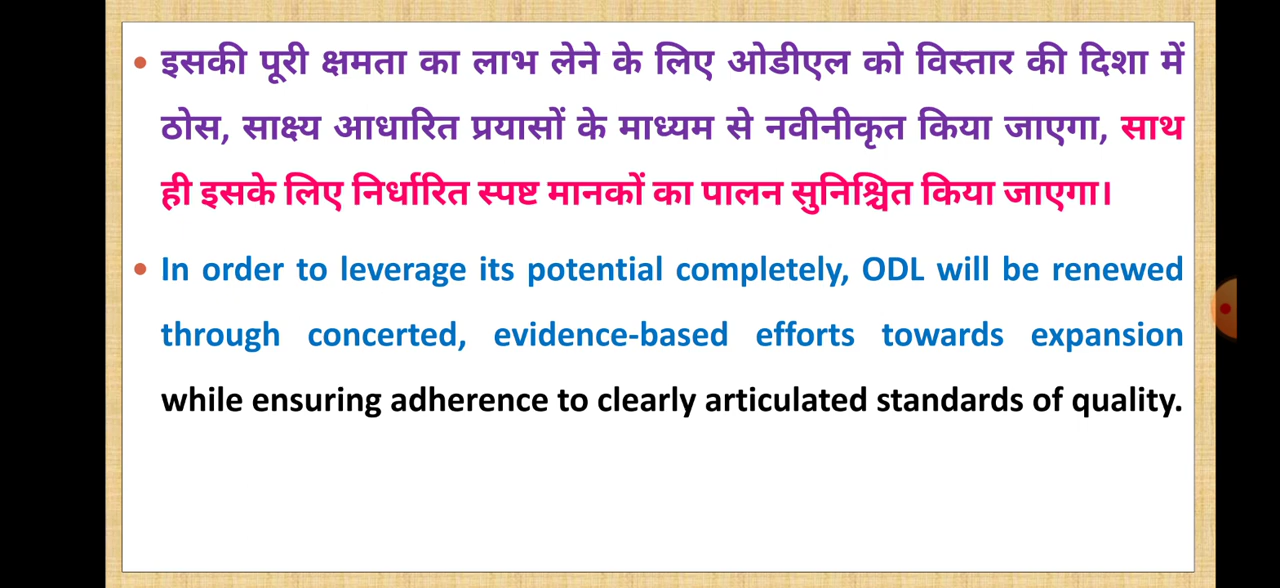 • इसकी पूरी क्षमता का लाभ लेने के लिए ओडीएल को विस्तार की दिशा में
ठोस, साक्ष्य आधारित प्रयासों के माध्यम से नवीनीकृत किया जाएगा, साथ
ही इसके लिए निर्धारित स्पष्ट मानकों का पालन सुनिश्चित किया जाएगा।
• In order to leverage its potential completely, ODL will be renewed
through concerted, evidence-based efforts towards expansion
while ensuring adherence to clearly articulated standards of quality.